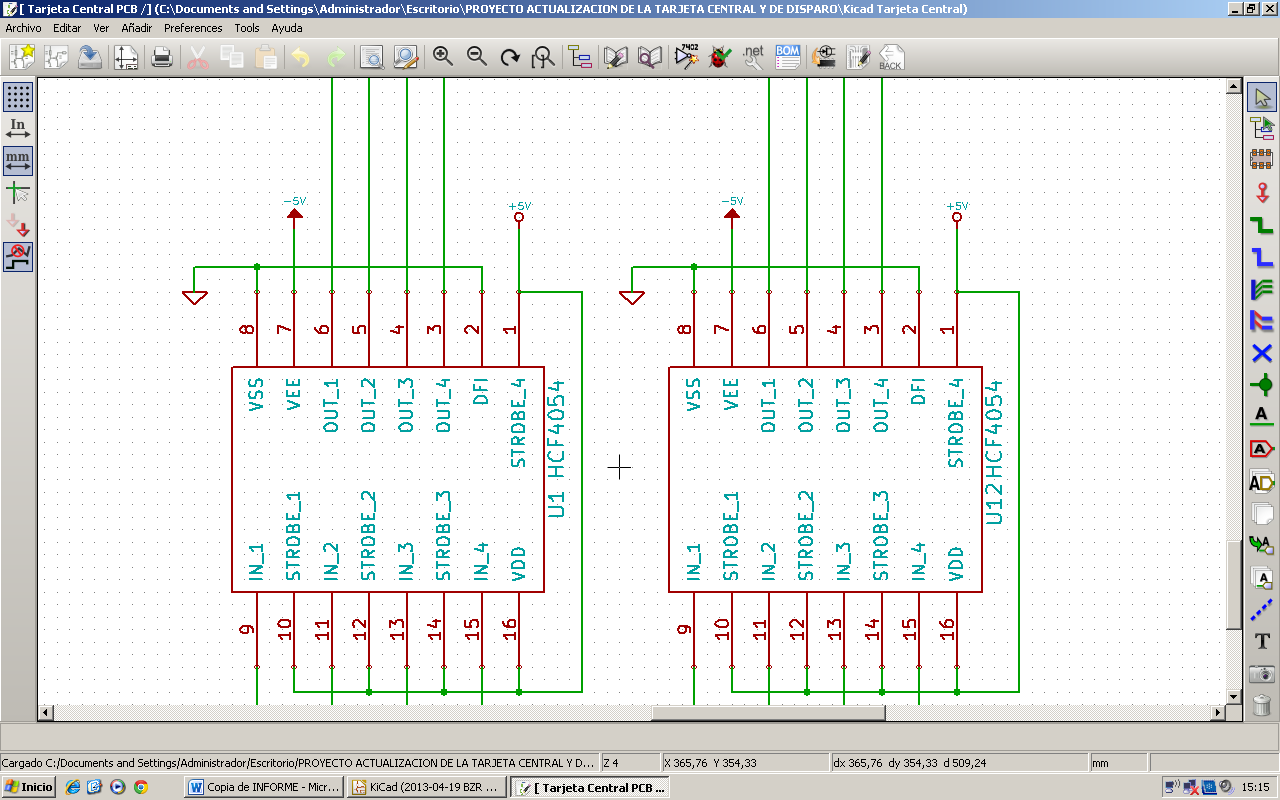 [ Tarjeta Central PCB /] (C:\Documents and Settings\Administrador\Escritorio\PROYECTO ACTUALIZACION DE LA TARJETA CENTRAL Y DE DISPARO\Kicad Tarjeta Central)
Archivo Editar Ver Añadir Preferences Tools Ayuda
7402 .net BOM BACK
In
mm
-5V +5V -5V +5V
8 7 6 5 4 3 2 1 8 7 6 5 4 3 2 1
VSS VEE OUT_1 OUT_2 OUT_3 OUT_4 DFI STROBE_4 VSS VEE OUT_1 OUT_2 OUT_3 OUT_4 DFI STROBE_4
U1 HCF4054 U12 HCF4054
IN_1 STROBE_1 IN_2 STROBE_2 IN_3 STROBE_3 IN_4 VDD IN_1 STROBE_1 IN_2 STROBE_2 IN_3 STROBE_3 IN_4 VDD
9 10 11 12 13 14 15 16 9 10 11 12 13 14 15 16
A
A
A
A
A
T
Cargado C:/Documents and Settings/Administrador/Escritorio/PROYECTO ACTUALIZACION DE LA TARJETA CENTRAL Y D... Z 4 X 365,76 Y 354,33 dx 365,76 dy 354,33 d 509,24 mm
Inicio Copia de INFORME - Micr... KiCad (2013-04-19 BZR ... [ Tarjeta Central PCB ... 15:15